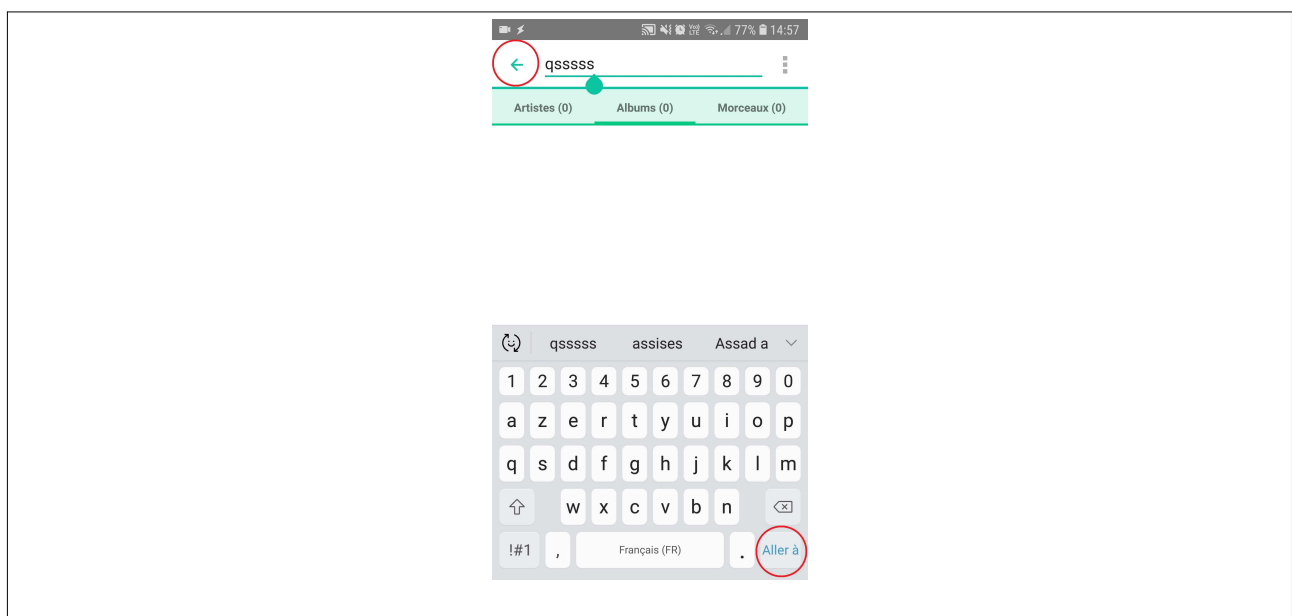 VoLTE 77% 14:57
qsssss
Artistes (0) Albums (0) Morceaux (0)
qsssss assises Assad a
1 2 3 4 5 6 7 8 9 0
a z e r t y u i o p
q s d f g h j k l m
w x c v b n
!#1 , Français (FR) . Aller à